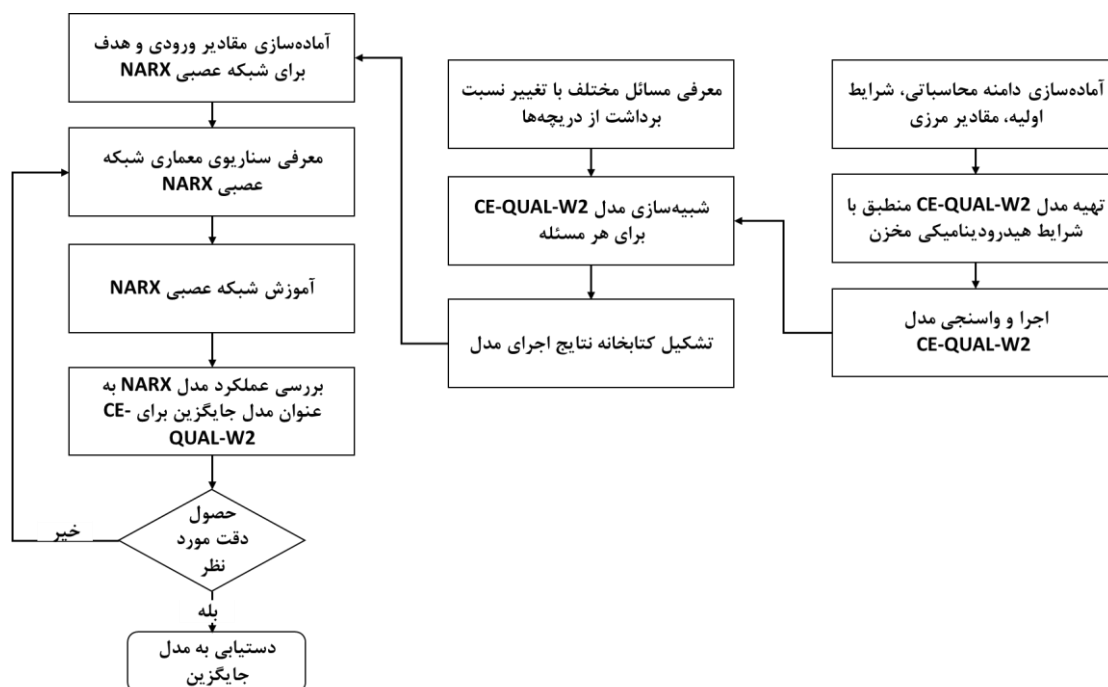 آماده‌سازی دامنه محاسباتی، شرایط
اولیه، مقادیر مرزی
تهیه مدل CE-QUAL-W2 منطبق با
شرایط هیدرودینامیکی مخزن
اجرا و واسنجی مدل
CE-QUAL-W2
معرفی مسائل مختلف با تغییر نسبت
برداشت از دریچه‌ها
شبیه‌سازی مدل CE-QUAL-W2
برای هر مسئله
تشکیل کتابخانه نتایج اجرای مدل
آماده‌سازی مقادیر ورودی و هدف
برای شبکه عصبی NARX
معرفی سناریوی معماری شبکه
عصبی NARX
آموزش شبکه عصبی NARX
بررسی عملکرد مدل NARX به
عنوان مدل جایگزین برای CE-
QUAL-W2
حصول
دقت مورد
نظر
خیر
بله
دستیابی به مدل
جایگزین